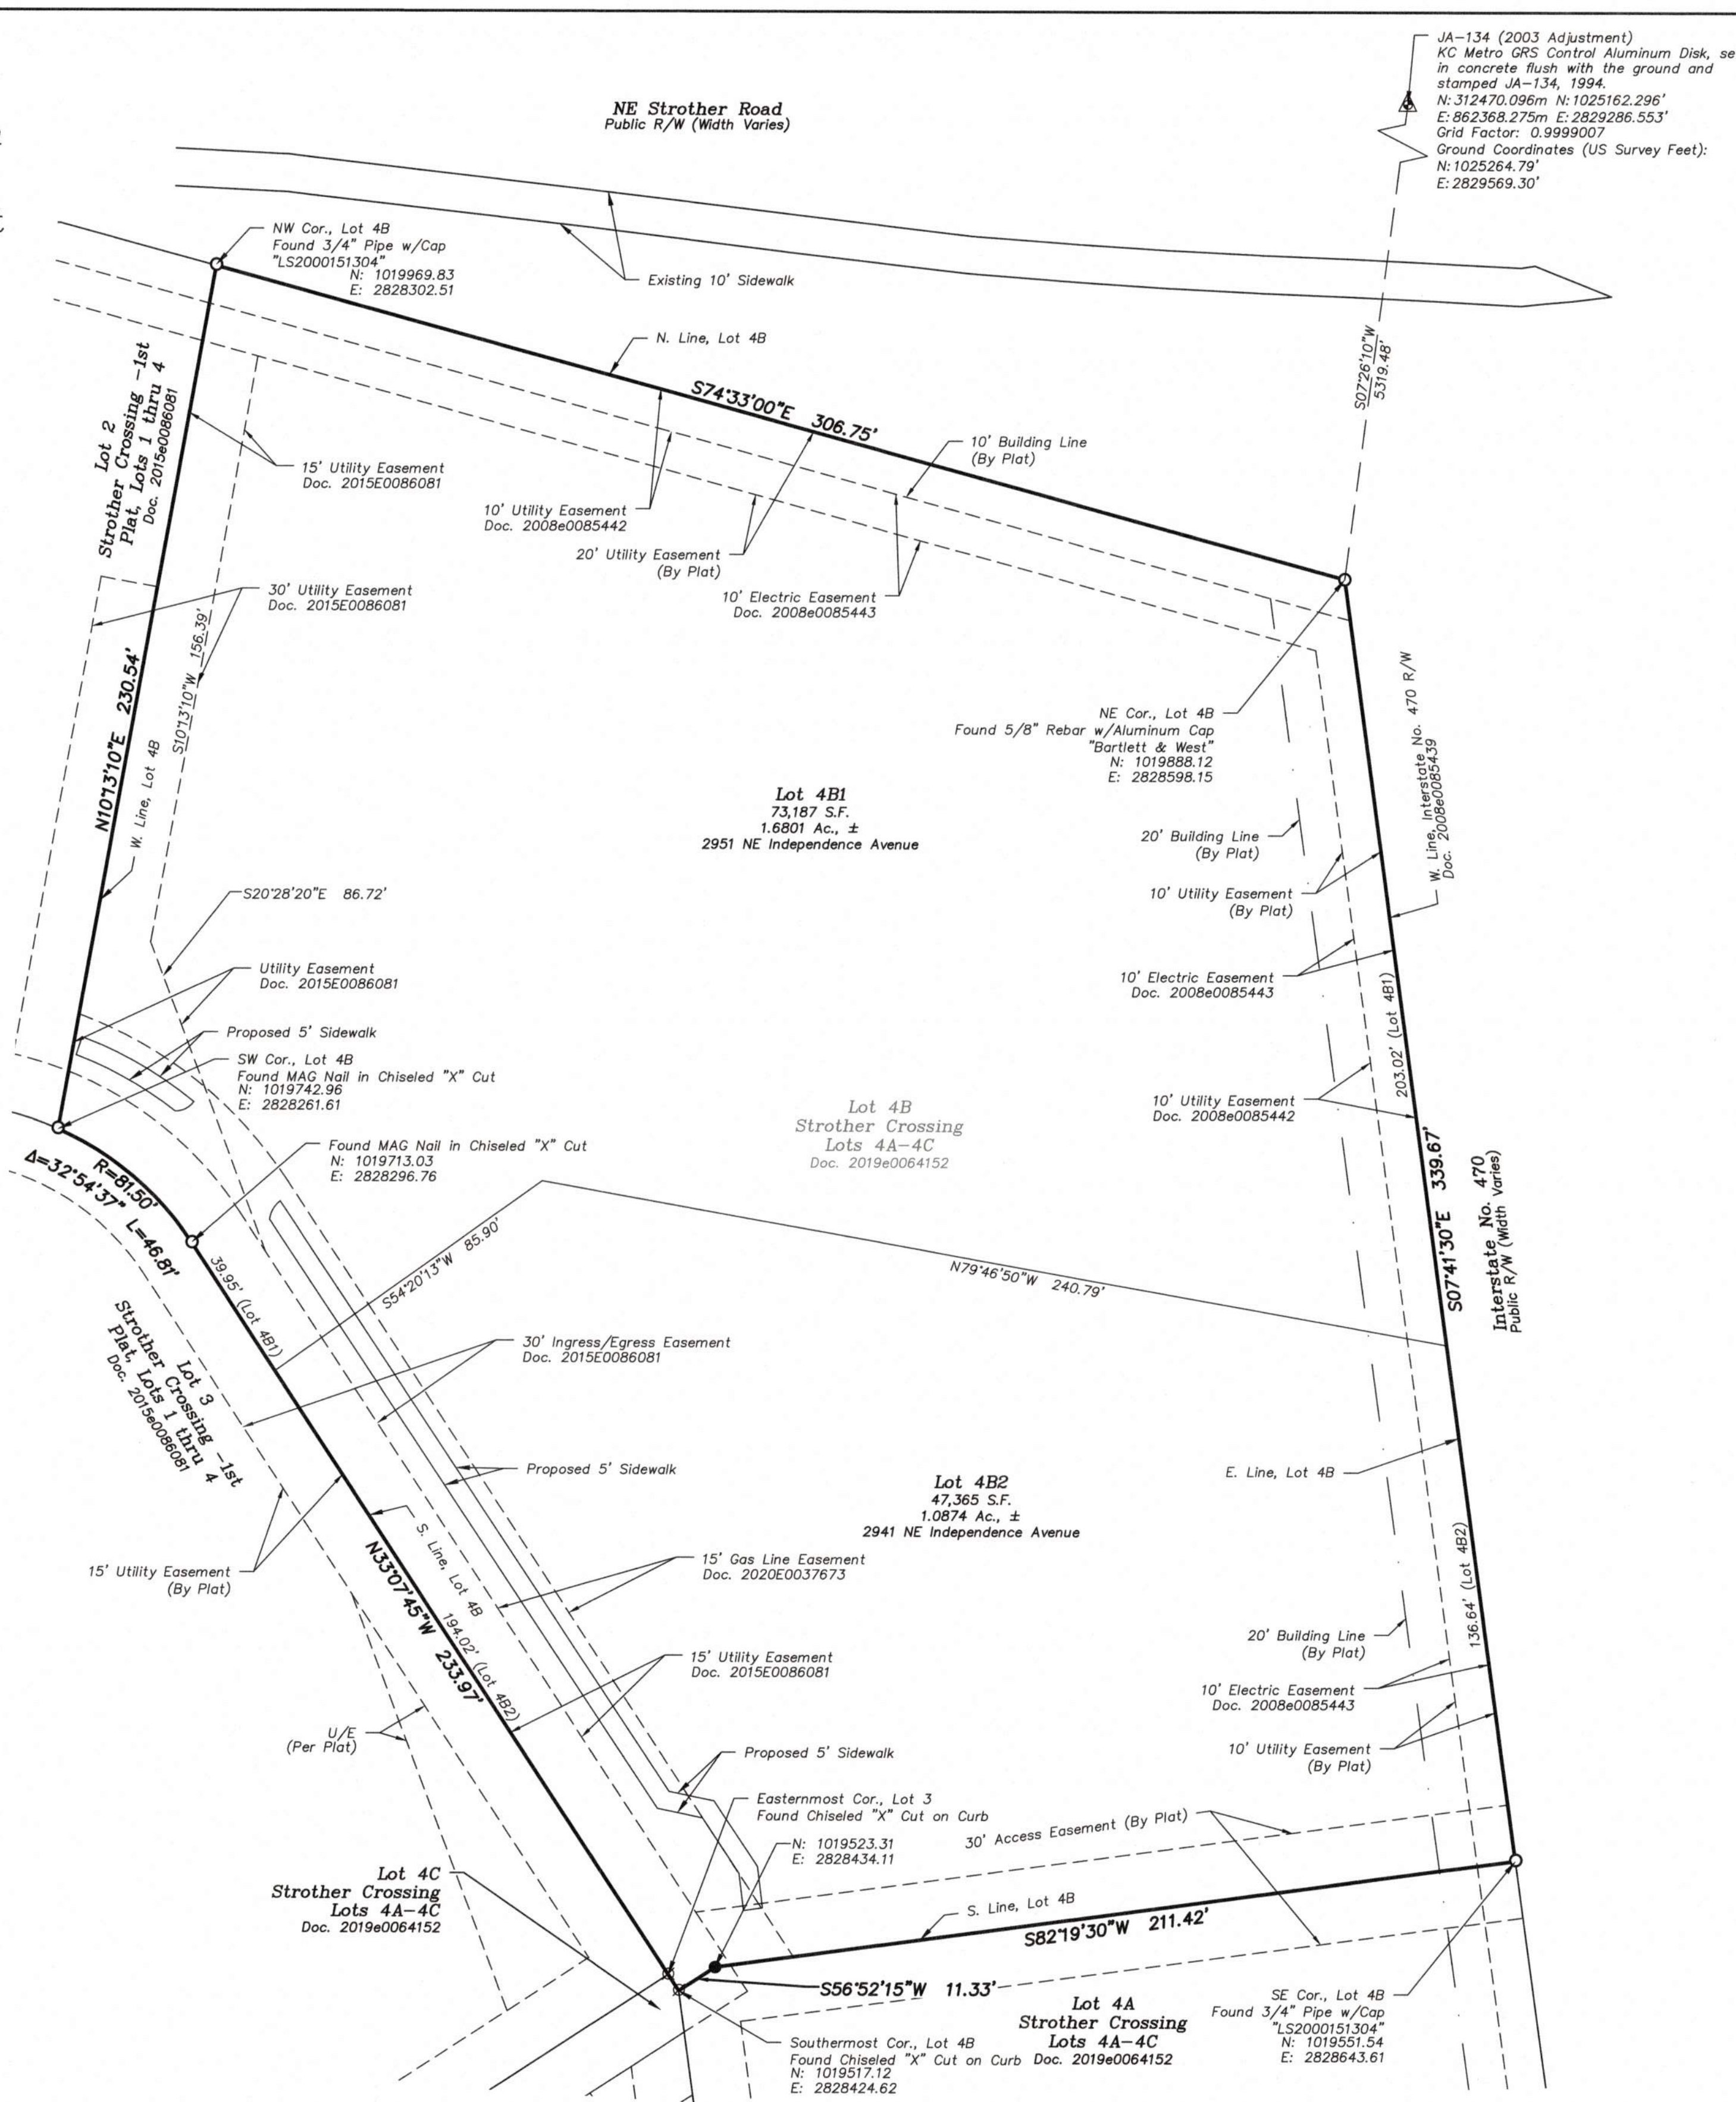 JA-134 (2003 Adjustment)
KC Metro GRS Control Aluminum Disk, se
in concrete flush with the ground and
stamped JA-134, 1994.
N: 312470.096m N: 1025162.296'
E: 862368.275m E: 2829286.553'
Grid Factor: 0.9999007
Ground Coordinates (US Survey Feet):
N: 1025264.79'
E: 2829569.30'
NE Strother Road
Public R/W (Width Varies)
NW Cor., Lot 4B
Found 3/4" Pipe w/Cap
"LS2000151304"
N: 1019969.83
E: 2828302.51
Existing 10' Sidewalk
N. Line, Lot 4B
S07°26'10"W
5319.48'
S74°33'00"E 306.75'
10' Building Line
(By Plat)
Lot 2
Strother Crossing -1st
Plat, Lots 1 thru 4
Doc. 2015e0086081
15' Utility Easement
Doc. 2015E0086081
10' Utility Easement
Doc. 2008e0085442
20' Utility Easement
(By Plat)
10' Electric Easement
Doc. 2008e0085443
30' Utility Easement
Doc. 2015E0086081
N10°13'10"E 230.54'
S10°13'10"W 156.39'
W. Line, Lot 4B
NE Cor., Lot 4B
Found 5/8" Rebar w/Aluminum Cap
"Bartlett & West"
N: 1019888.12
E: 2828598.15
W. Line, Interstate No. 470 R/W
Doc. 2008e0085439
Lot 4B1
73,187 S.F.
1.6801 Ac., ±
2951 NE Independence Avenue
20' Building Line
(By Plat)
10' Utility Easement
(By Plat)
S20°28'20"E 86.72'
Utility Easement
Doc. 2015E0086081
10' Electric Easement
Doc. 2008e0085443
203.02' (Lot 4B1)
Proposed 5' Sidewalk
SW Cor., Lot 4B
Found MAG Nail in Chiseled "X" Cut
N: 1019742.96
E: 2828261.61
10' Utility Easement
Doc. 2008e0085442
Lot 4B
Strother Crossing
Lots 4A-4C
Doc. 2019e0064152
Found MAG Nail in Chiseled "X" Cut
N: 1019713.03
E: 2828296.76
R=81.50'
Δ=32°54'37" L=46.81'
S07°41'30"E 339.67'
Interstate No. 470
Public R/W (Width Varies)
39.95' (Lot 4B1)
S54°20'13"W 85.90'
N79°46'50"W 240.79'
Lot 3
Strother Crossing -1st
Plat, Lots 1 thru 4
Doc. 2015e0086081
30' Ingress/Egress Easement
Doc. 2015E0086081
Proposed 5' Sidewalk
E. Line, Lot 4B
Lot 4B2
47,365 S.F.
1.0874 Ac., ±
2941 NE Independence Avenue
S. Line, Lot 4B
15' Utility Easement
(By Plat)
15' Gas Line Easement
Doc. 2020E0037673
136.64' (Lot 4B2)
N33°07'45"W 233.97'
194.02' (Lot 4B2)
20' Building Line
(By Plat)
15' Utility Easement
Doc. 2015E0086081
10' Electric Easement
Doc. 2008e0085443
U/E
(Per Plat)
Proposed 5' Sidewalk
10' Utility Easement
(By Plat)
Easternmost Cor., Lot 3
Found Chiseled "X" Cut on Curb
N: 1019523.31
E: 2828434.11
30' Access Easement (By Plat)
Lot 4C
Strother Crossing
Lots 4A-4C
Doc. 2019e0064152
S. Line, Lot 4B
S82°19'30"W 211.42'
S56°52'15"W 11.33'
Lot 4A
Strother Crossing
Lots 4A-4C
Doc. 2019e0064152
SE Cor., Lot 4B
Found 3/4" Pipe w/Cap
"LS2000151304"
N: 1019551.54
E: 2828643.61
Southermost Cor., Lot 4B
Found Chiseled "X" Cut on Curb
N: 1019517.12
E: 2828424.62